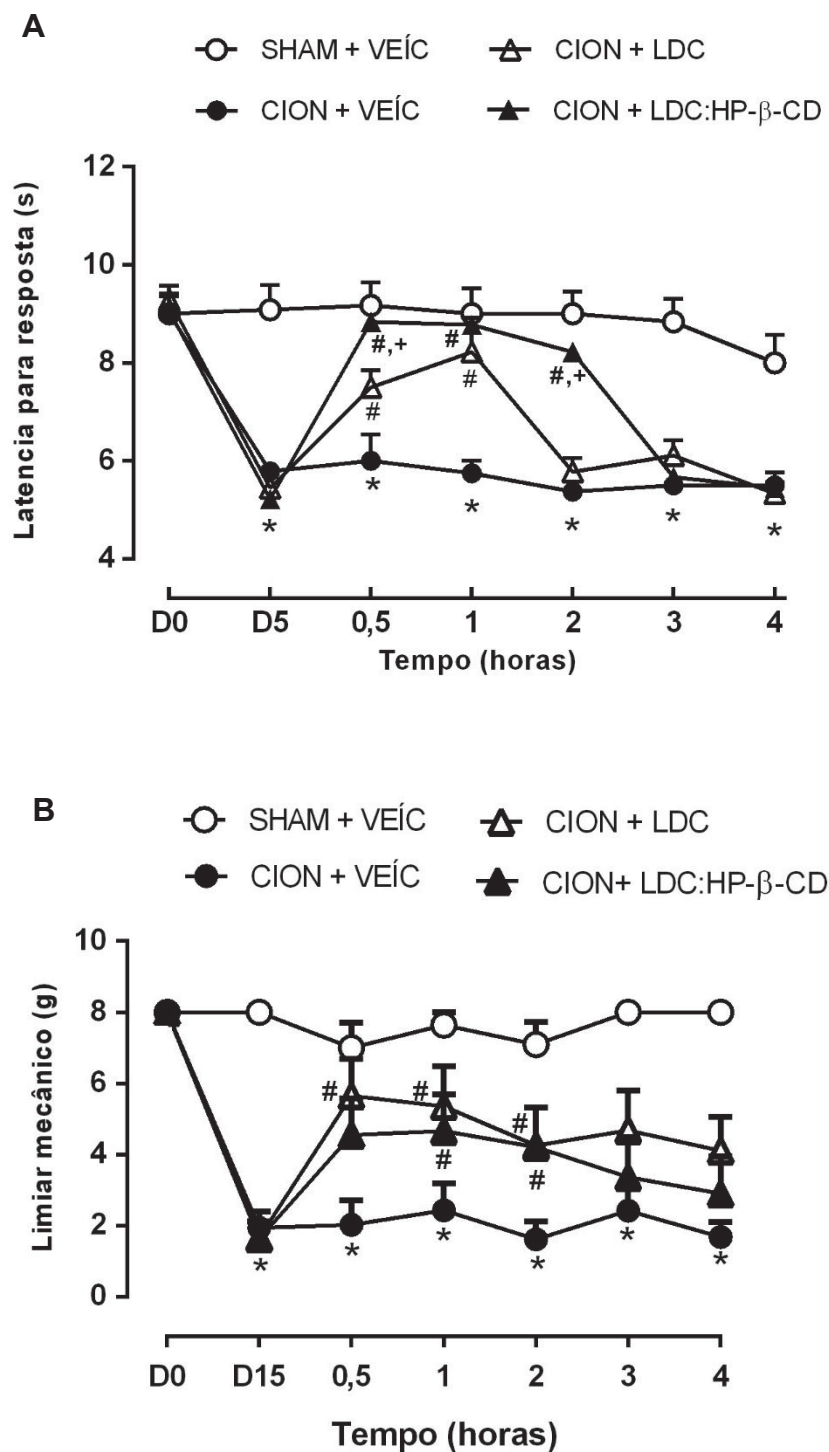 A
SHAM + VEÍC CION + LDC
CION + VEÍC CION + LDC:HP-β-CD
Latencia para resposta (s)
12
10
8
6
4
#,+
#
#
#
#,+
* * * * * *
D0 D5 0,5 1 2 3 4
Tempo (horas)
B
SHAM + VEÍC CION + LDC
CION + VEÍC CION+ LDC:HP-β-CD
Limiar mecânico (g)
10
8
6
4
2
0
# # #
# #
* * * * * *
D0 D15 0,5 1 2 3 4
Tempo (horas)